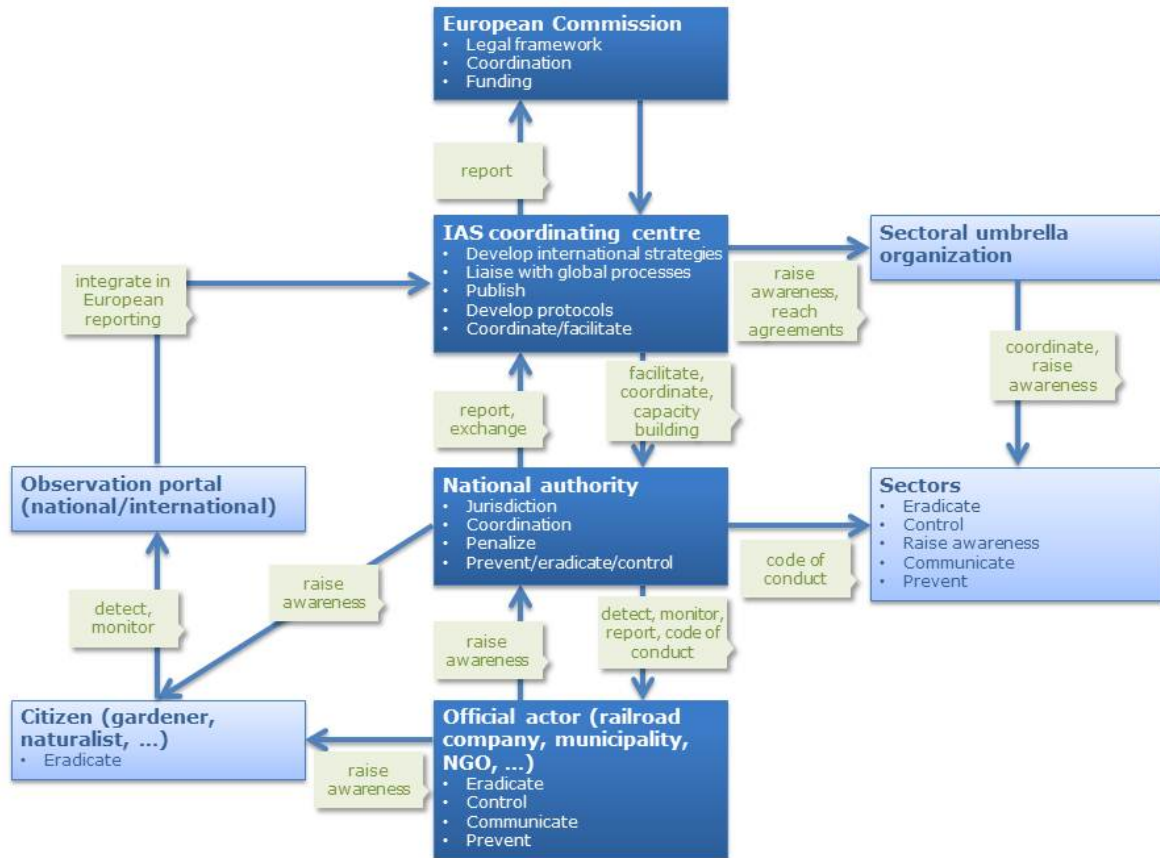 European Commission
• Legal framework
• Coordination
• Funding
report
IAS coordinating centre
• Develop international strategies
• Liaise with global processes
• Publish
• Develop protocols
• Coordinate/facilitate
Sectoral umbrella
organization
integrate in
European
reporting
raise
awareness,
reach
agreements
coordinate,
raise
awareness
report,
exchange
facilitate,
coordinate,
capacity
building
Observation portal
(national/international)
National authority
• Jurisdiction
• Coordination
• Penalize
• Prevent/eradicate/control
Sectors
• Eradicate
• Control
• Raise awareness
• Communicate
• Prevent
code of
conduct
detect,
monitor
raise
awareness
raise
awareness
detect, monitor,
report, code of
conduct
Citizen (gardener,
naturalist, ...)
• Eradicate
raise
awareness
Official actor (railroad
company, municipality,
NGO, ...)
• Eradicate
• Control
• Communicate
• Prevent